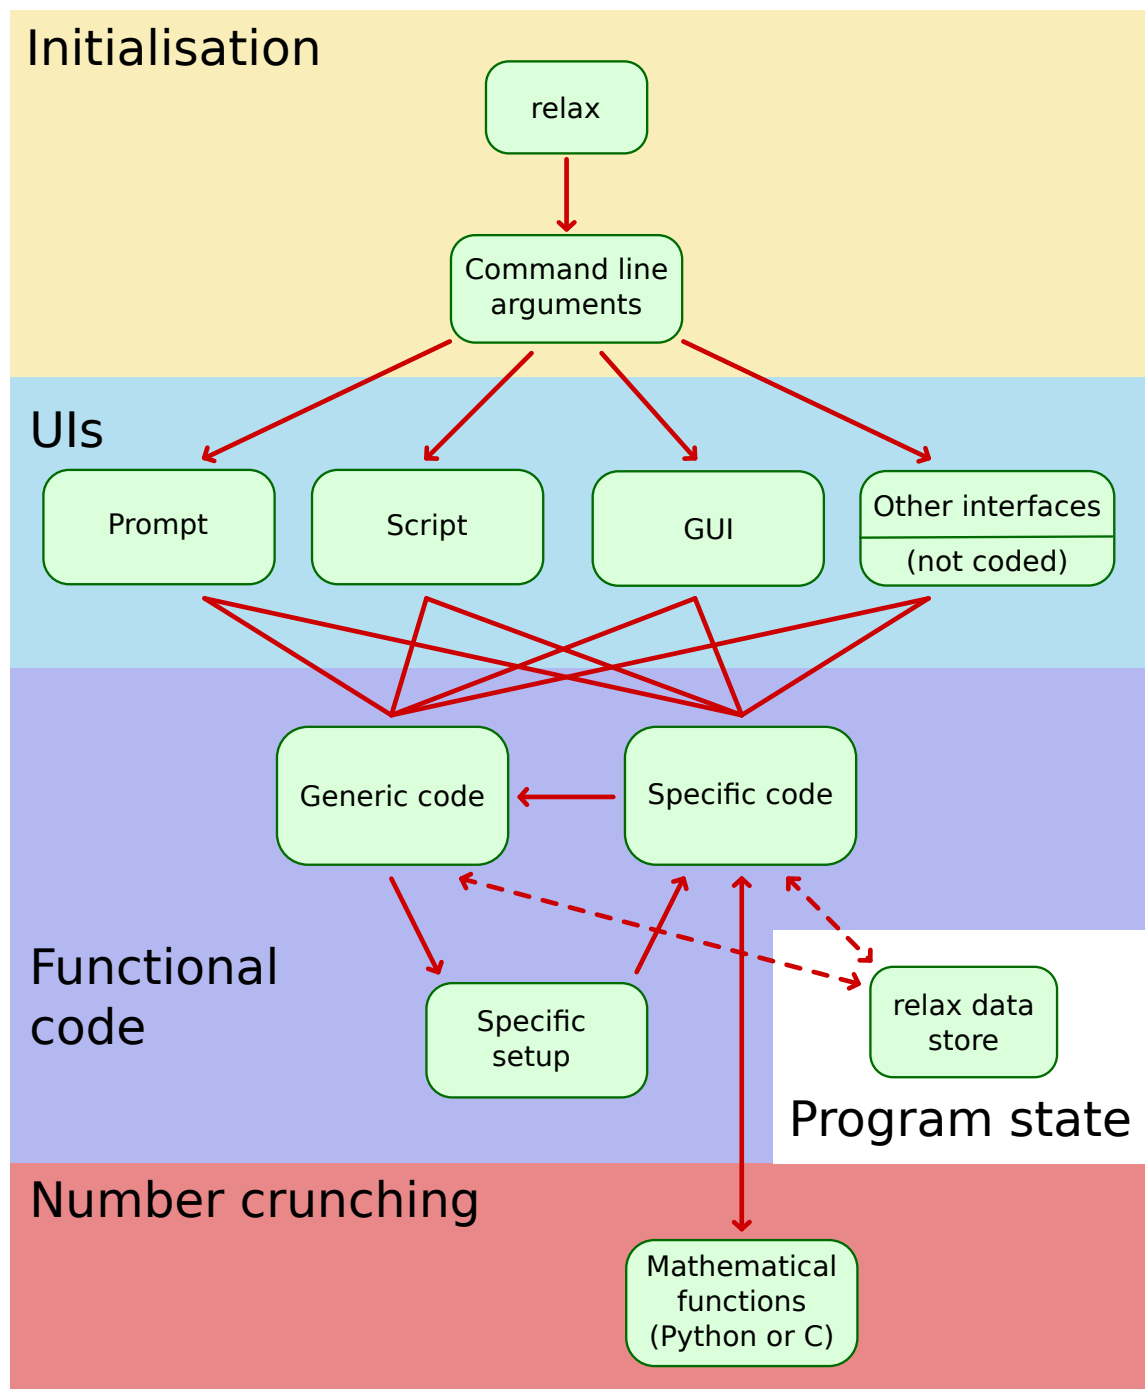 Initialisation
relax
Command line
arguments
UIs
Prompt
Script
GUI
Other interfaces
(not coded)
Generic code
Specific code
Functional
code
Specific
setup
relax data
store
Program state
Number crunching
Mathematical
functions
(Python or C)